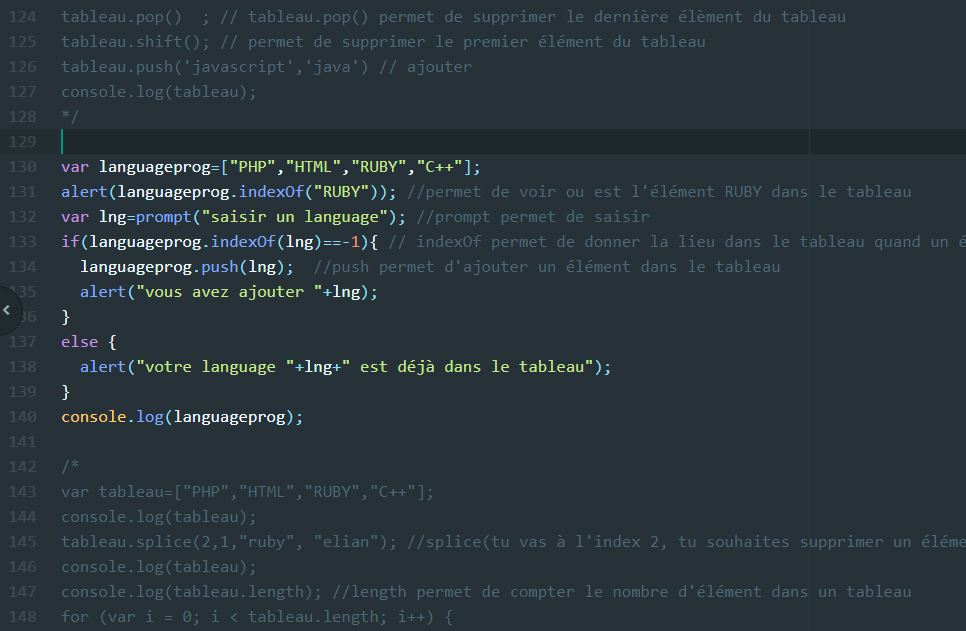 124 tableau.pop()  ; // tableau.pop() permet de supprimer le dernière élèment du tableau
125 tableau.shift(); // permet de supprimer le premier élément du tableau
126 tableau.push('javascript','java') // ajouter
127 console.log(tableau);
128 */
129
130 var languageprog=["PHP","HTML","RUBY","C++"];
131 alert(languageprog.indexOf("RUBY")); //permet de voir ou est l'élément RUBY dans le tableau
132 var lng=prompt("saisir un language"); //prompt permet de saisir
133 if(languageprog.indexOf(lng)==-1){ // indexOf permet de donner la lieu dans le tableau quand un é
134   languageprog.push(lng);  //push permet d'ajouter un élément dans le tableau
135   alert("vous avez ajouter "+lng);
36 }
137 else {
138   alert("votre language "+lng+" est déjà dans le tableau");
139 }
140 console.log(languageprog);
141
142 /*
143 var tableau=["PHP","HTML","RUBY","C++"];
144 console.log(tableau);
145 tableau.splice(2,1,"ruby", "elian"); //splice(tu vas à l'index 2, tu souhaites supprimer un éléme
146 console.log(tableau);
147 console.log(tableau.length); //length permet de compter le nombre d'élément dans un tableau
148 for (var i = 0; i < tableau.length; i++) {